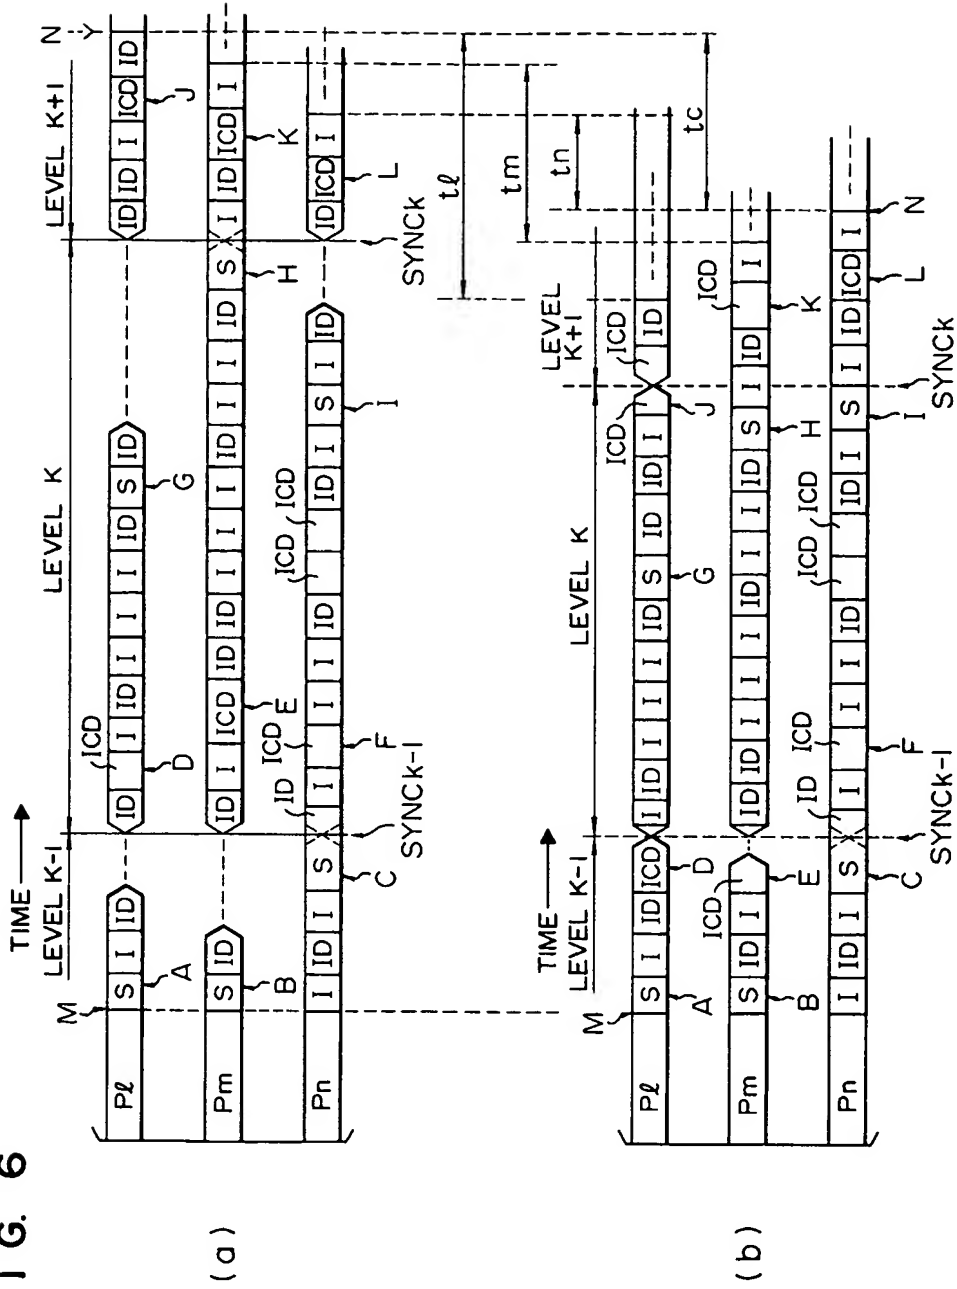 I G. 6
(a)
TIME
LEVEL K-1
LEVEL K
LEVEL K+1
M
N
Y
ICD
Pℓ S I ID ID I ID I I I ID S ID ID ID I ICD ID
A D G J
Pm S ID ID I ICD ID ID I I I ID I I ID S I ID ICD I
B E H K
ID ICD ICD ICD
Pn I ID I S I I I ID ID I S I ID ID ICD I
C F I L
SYNCK-1
SYNCK
tℓ
tm
tn
tc
(b)
TIME
LEVEL K-1
LEVEL K
LEVEL
K+1
M
ICD ICD
Pℓ S I ID ICD I ID I I I ID S ID ID I ID
A D G J
ICD ICD
Pm S ID I ID ID I I I ID I I ID S I ID I
B E H K
ID ICD ICD ICD
Pn I ID I S I I I ID ID I S I ID ICD I
C F I L N
SYNCK-1
SYNCK